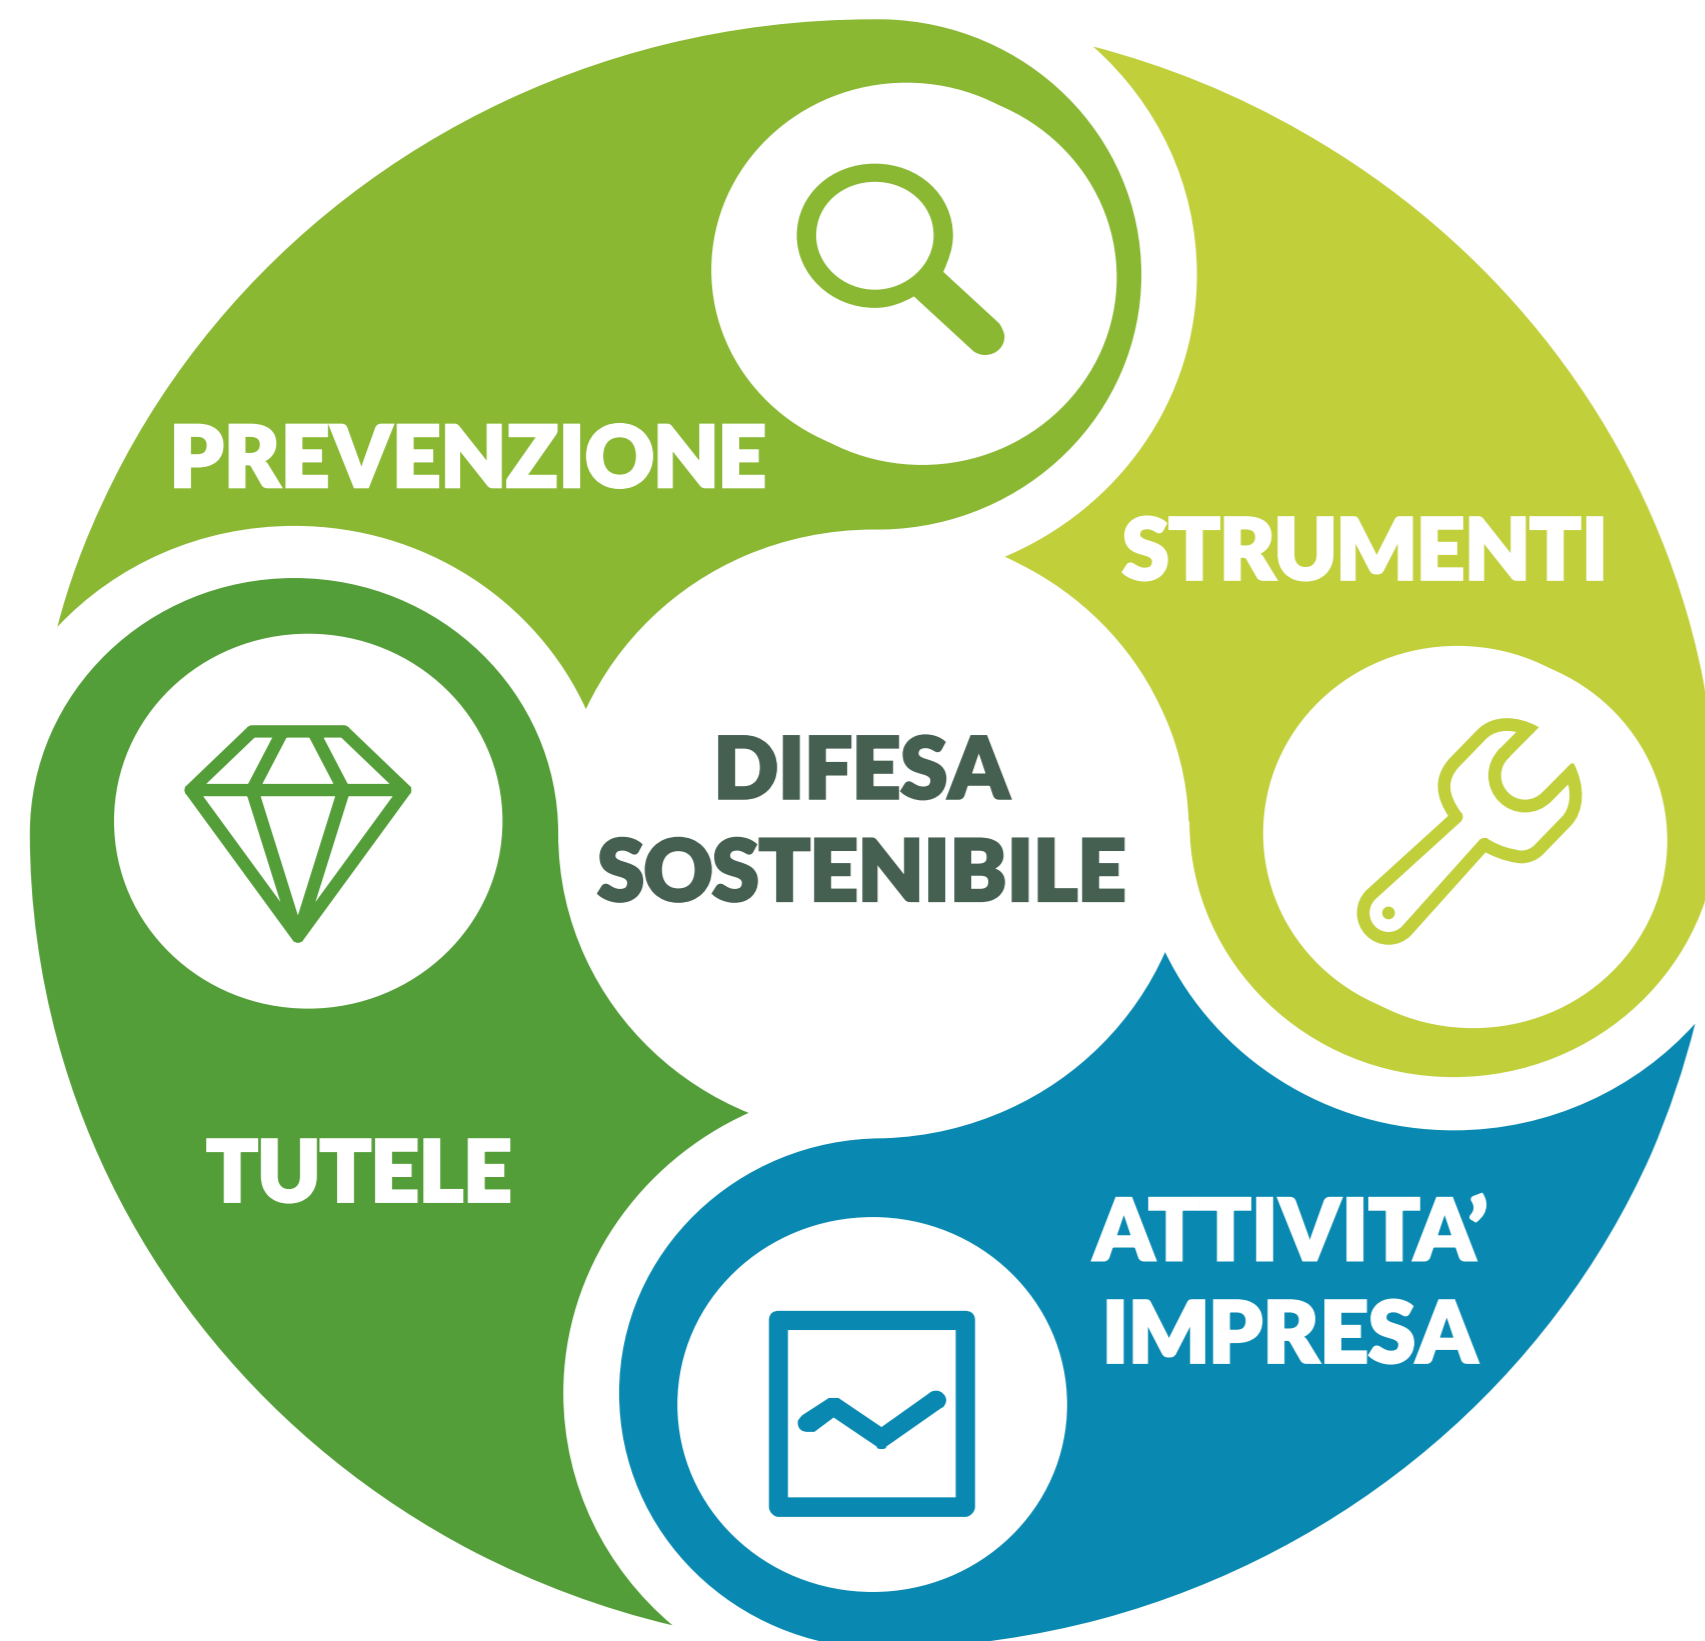 PREVENZIONE
STRUMENTI
DIFESA
SOSTENIBILE
TUTELE
ATTIVITA’
IMPRESA